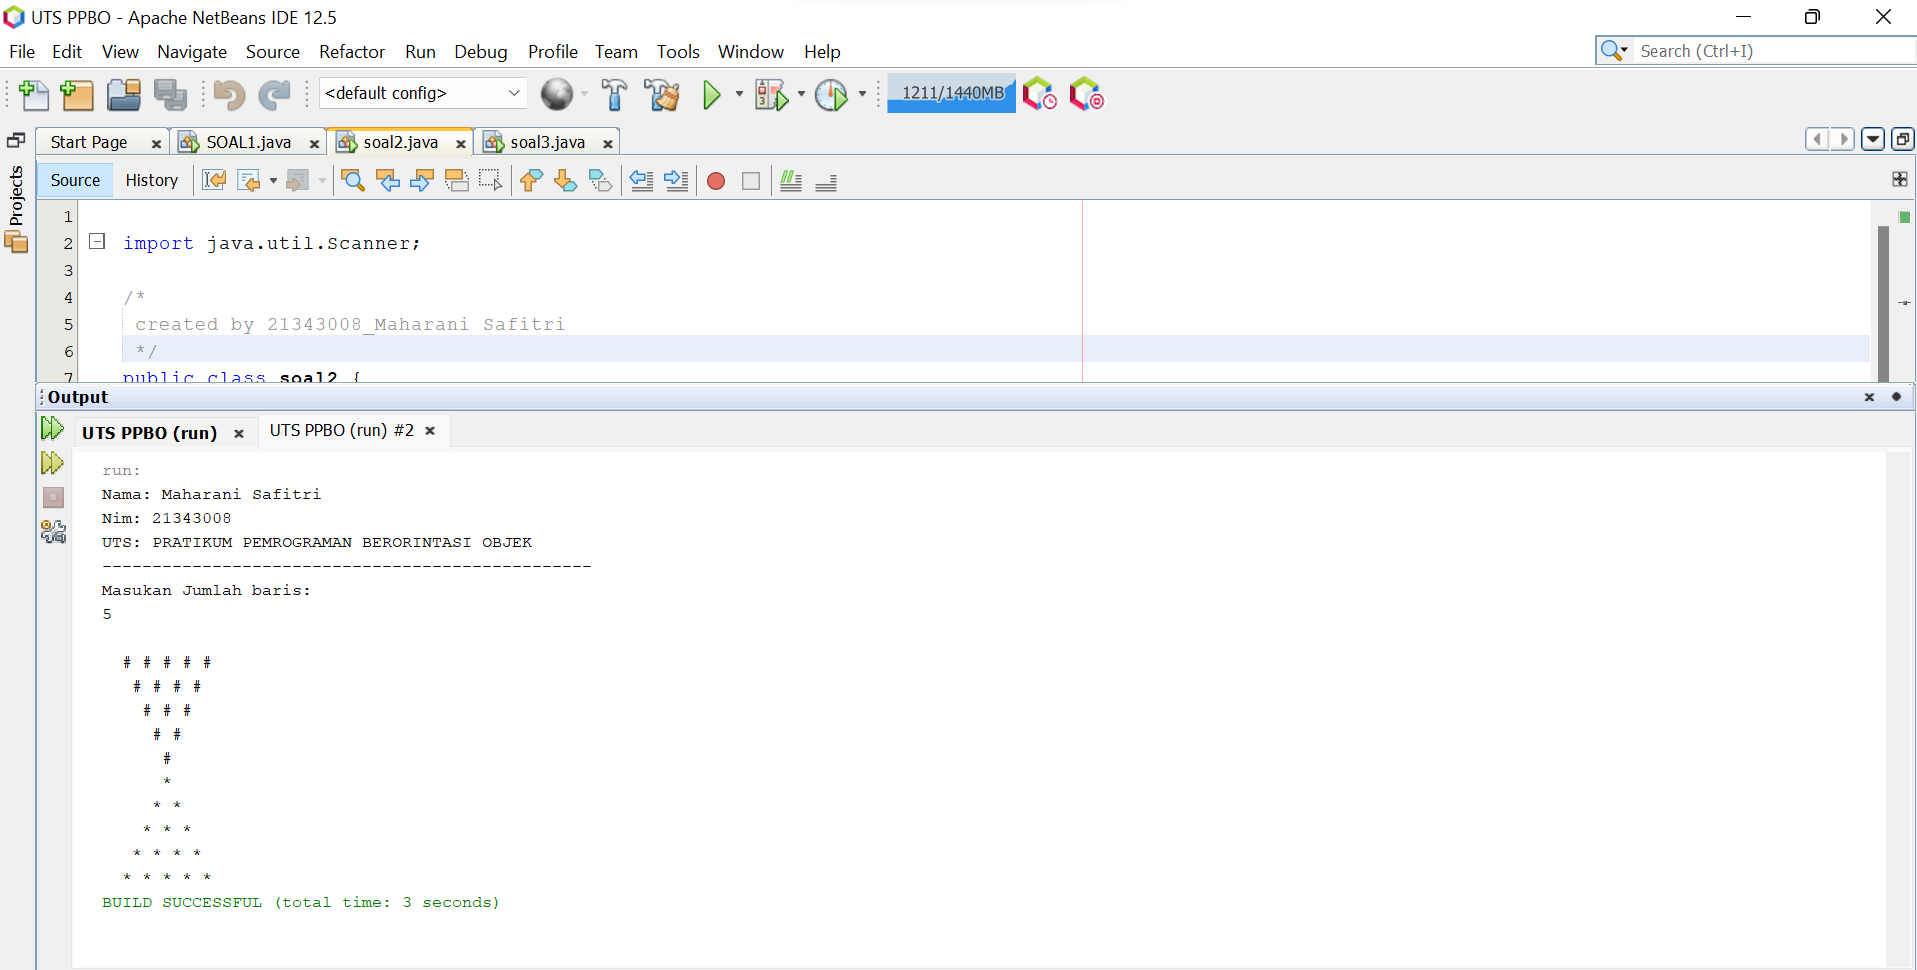 UTS PPBO - Apache NetBeans IDE 12.5
File Edit View Navigate Source Refactor Run Debug Profile Team Tools Window Help
Search (Ctrl+I)
<default config>
1211/1440MB
Start Page SOAL1.java soal2.java soal3.java
Projects
Source History
1
2 import java.util.Scanner;
3
4 /*
5 created by 21343008_Maharani Safitri
6 */
7 public class soal2 {
Output
UTS PPBO (run) UTS PPBO (run) #2
run:
Nama: Maharani Safitri
Nim: 21343008
UTS: PRATIKUM PEMROGRAMAN BERORINTASI OBJEK
-------------------------------------------------
Masukan Jumlah baris:
5
# # # # #
# # # #
# # #
# #
#
*
* *
* * *
* * * *
* * * * *
BUILD SUCCESSFUL (total time: 3 seconds)